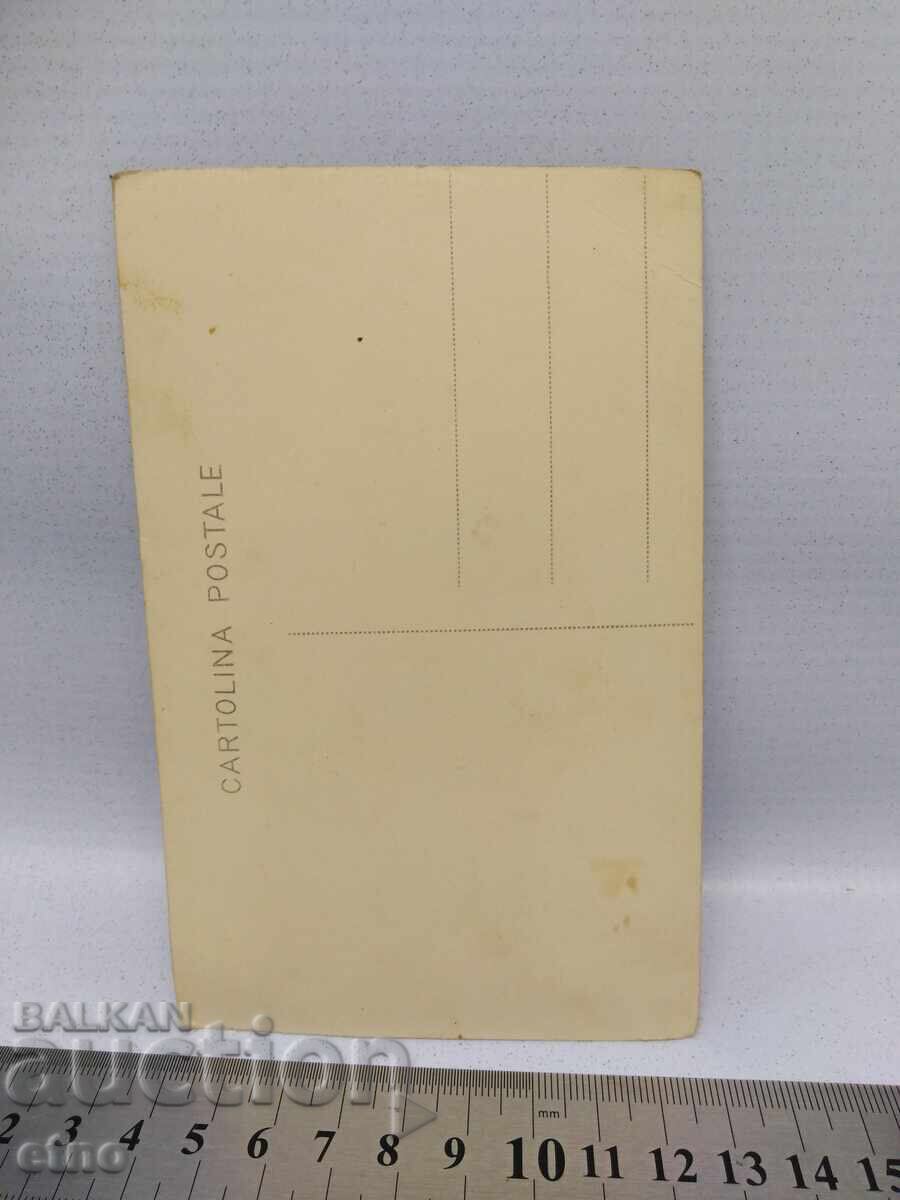 CARTOLINA POSTALE
BALKAN
auction
etno
mm
2 3 4 5 6 7 8 9 10 11 12 13 14 15